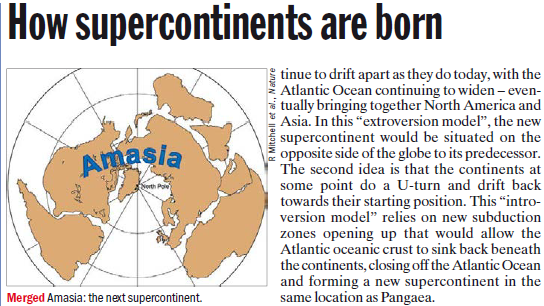 How supercontinents are born
Amasia
North Pole
R Mitchell et al., Nature
Merged Amasia: the next supercontinent.
tinue to drift apart as they do today, with the
Atlantic Ocean continuing to widen – even-
tually bringing together North America and
Asia. In this “extroversion model”, the new
supercontinent would be situated on the
opposite side of the globe to its predecessor.
The second idea is that the continents at
some point do a U-turn and drift back
towards their starting position. This “intro-
version model” relies on new subduction
zones opening up that would allow the
Atlantic oceanic crust to sink back beneath
the continents, closing off the Atlantic Ocean
and forming a new supercontinent in the
same location as Pangaea.